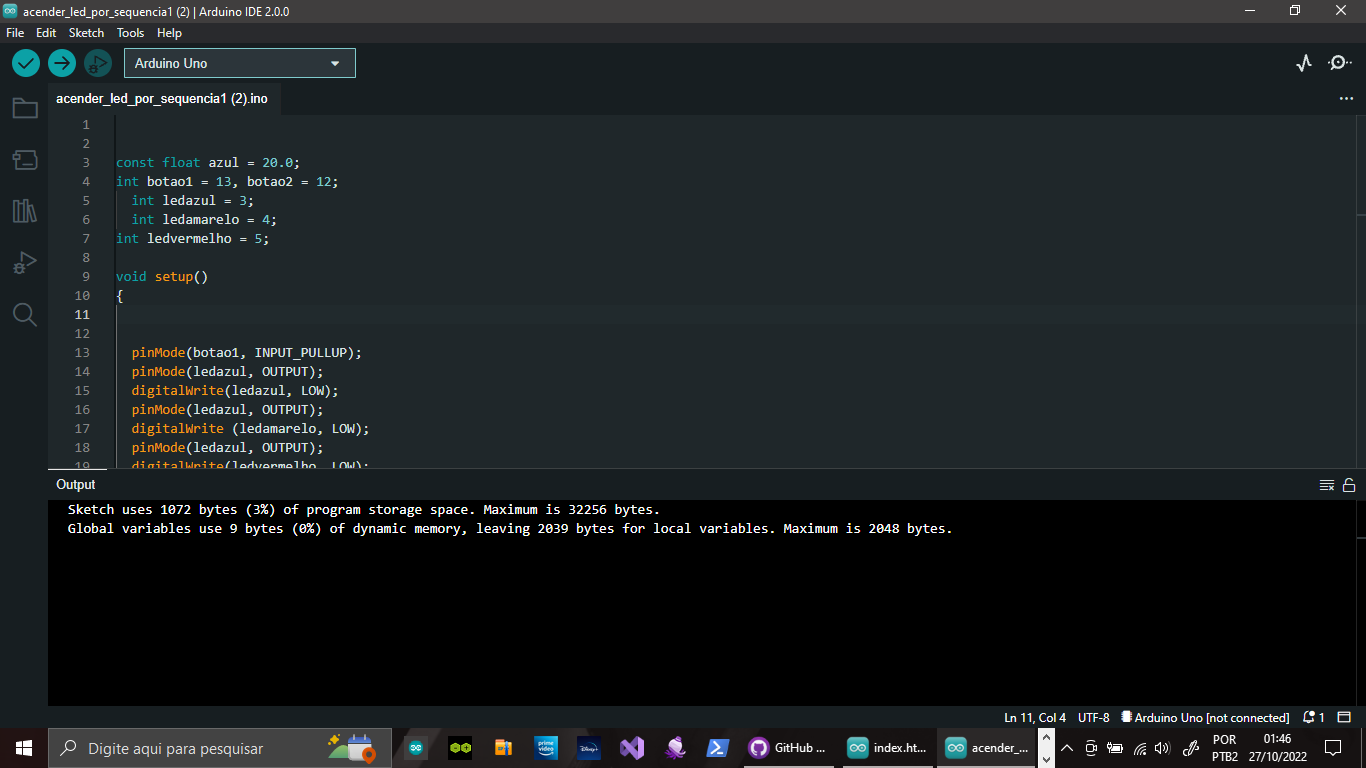 acender_led_por_sequencia1 (2) | Arduino IDE 2.0.0
File Edit Sketch Tools Help
Arduino Uno
acender_led_por_sequencia1 (2).ino
1
2
3 const float azul = 20.0;
4 int botao1 = 13, botao2 = 12;
5 int ledazul = 3;
6 int ledamarelo = 4;
7 int ledvermelho = 5;
8
9 void setup()
10 {
11
12
13 pinMode(botao1, INPUT_PULLUP);
14 pinMode(ledazul, OUTPUT);
15 digitalWrite(ledazul, LOW);
16 pinMode(ledazul, OUTPUT);
17 digitalWrite (ledamarelo, LOW);
18 pinMode(ledazul, OUTPUT);
19 digitalWrite(ledvermelho, LOW);
Output
Sketch uses 1072 bytes (3%) of program storage space. Maximum is 32256 bytes.
Global variables use 9 bytes (0%) of dynamic memory, leaving 2039 bytes for local variables. Maximum is 2048 bytes.
Ln 11, Col 4 UTF-8 Arduino Uno [not connected] 1
Digite aqui para pesquisar
prime video
Disney+
GitHub ...
index.ht...
acender_...
POR
PTB2
01:46
27/10/2022